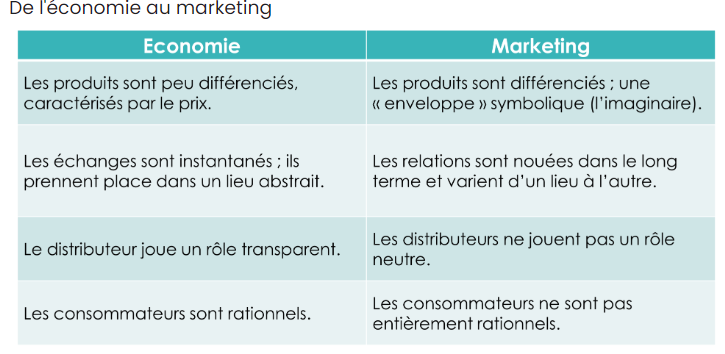 De l'économie au marketing
Economie
Marketing
Les produits sont peu différenciés,
caractérisés par le prix.
Les produits sont différenciés ; une
« enveloppe » symbolique (l'imaginaire).
Les échanges sont instantanés ; ils
prennent place dans un lieu abstrait.
Les relations sont nouées dans le long
terme et varient d'un lieu à l'autre.
Le distributeur joue un rôle transparent.
Les distributeurs ne jouent pas un rôle
neutre.
Les consommateurs sont rationnels.
Les consommateurs ne sont pas
entièrement rationnels.